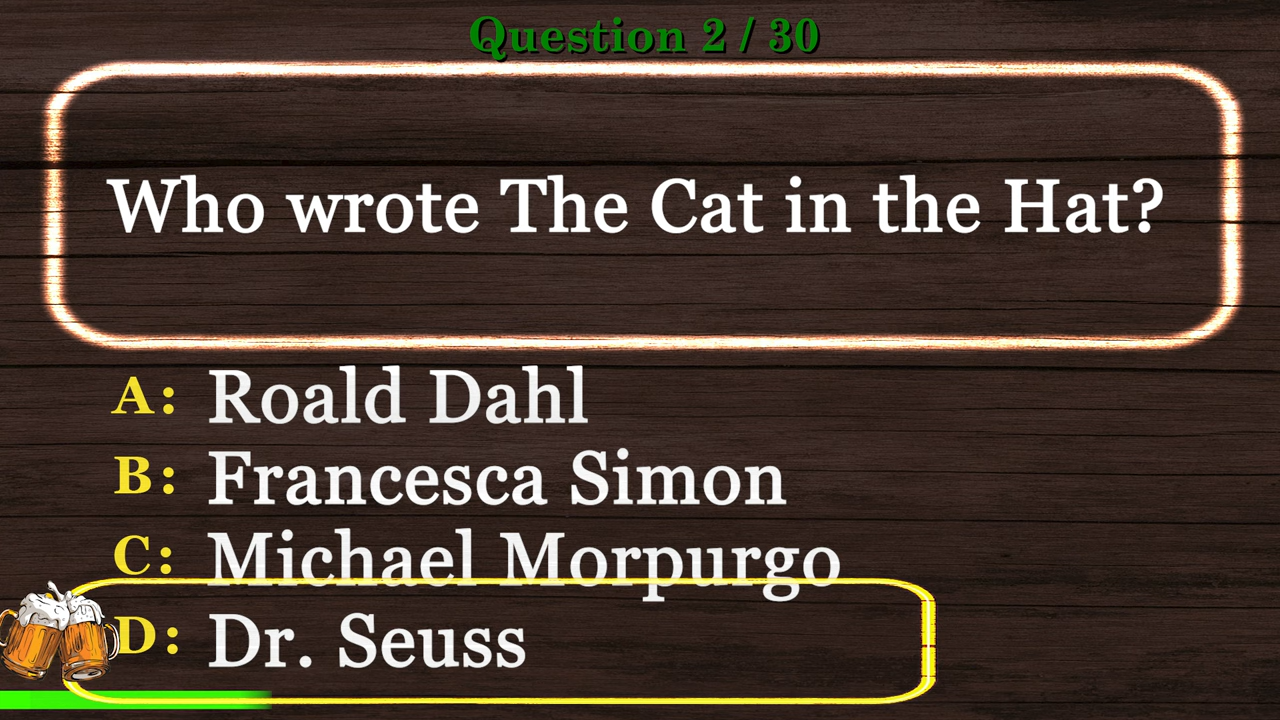 Question 2 / 30
Who wrote The Cat in the Hat?
A: Roald Dahl
B: Francesca Simon
C: Michael Morpurgo
D: Dr. Seuss